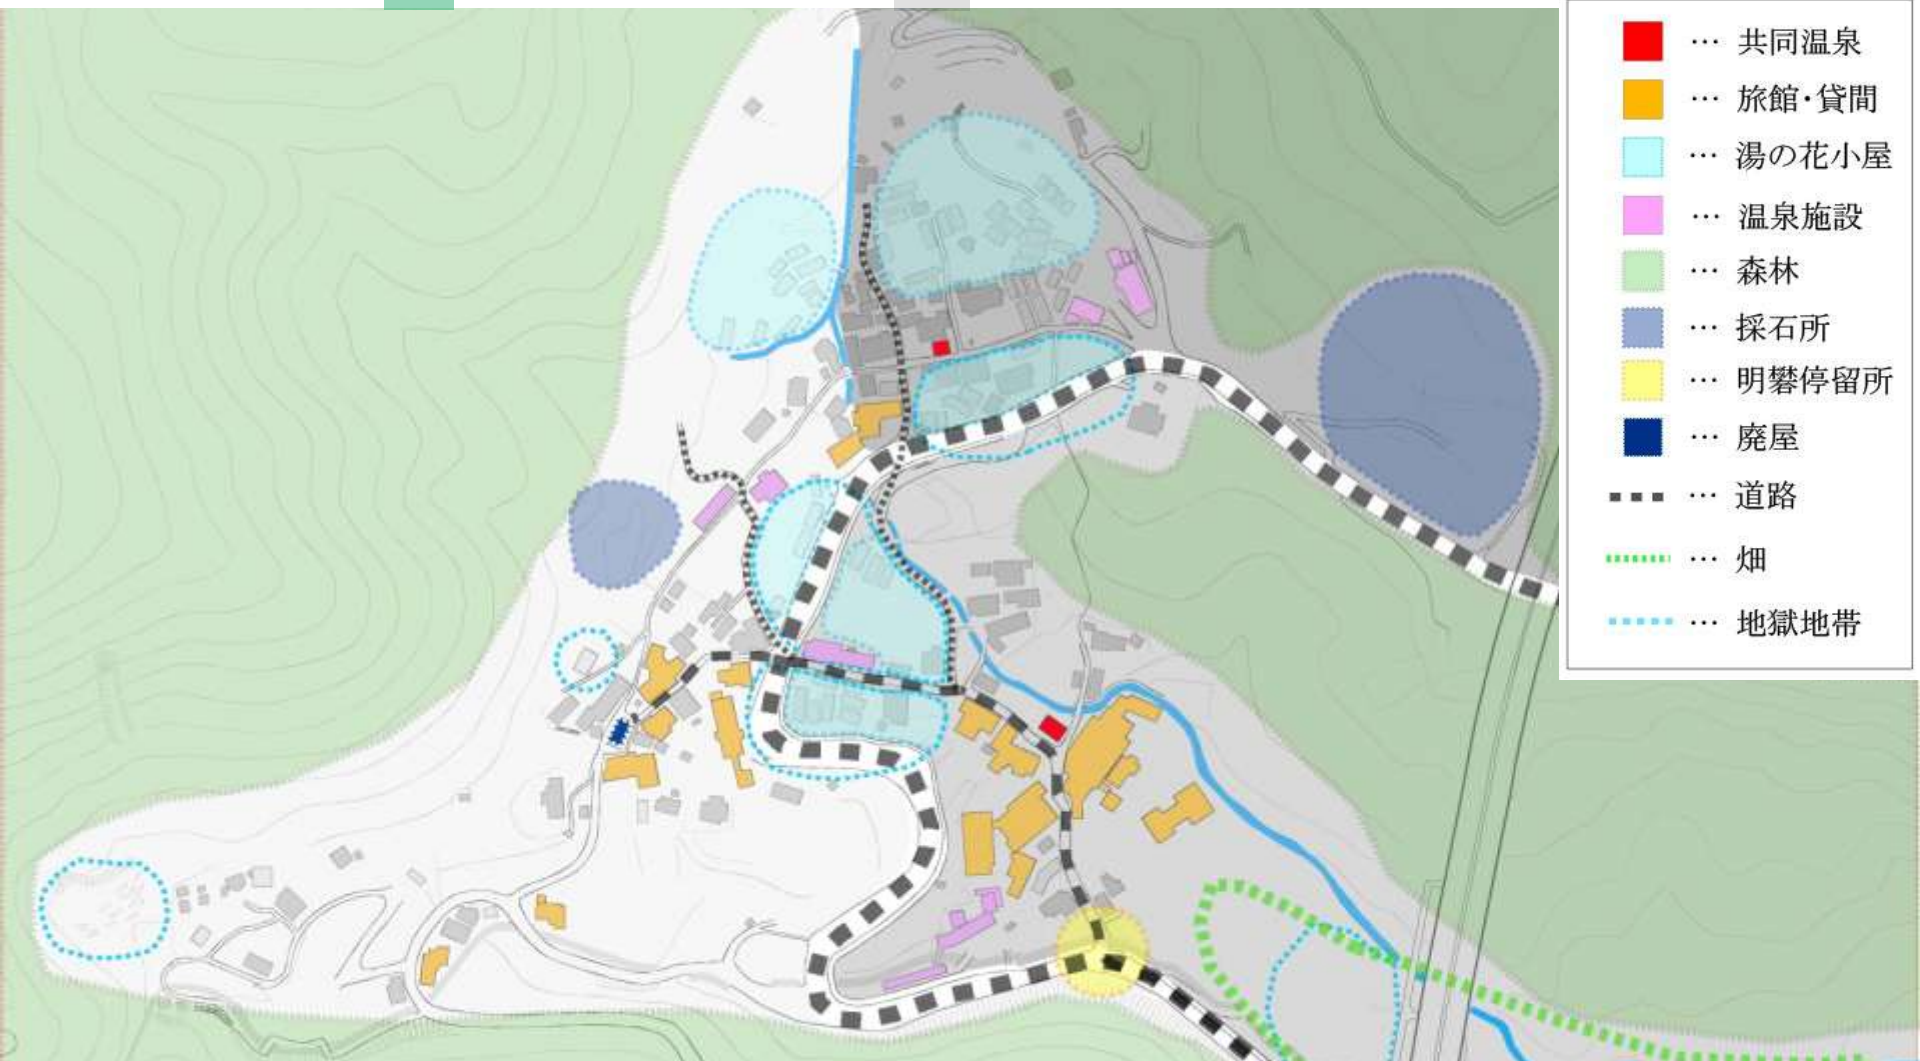 … 共同温泉
… 旅館・貸間
… 湯の花小屋
… 温泉施設
… 森林
… 採石所
… 明礬停留所
… 廃屋
… 道路
… 畑
… 地獄地帯